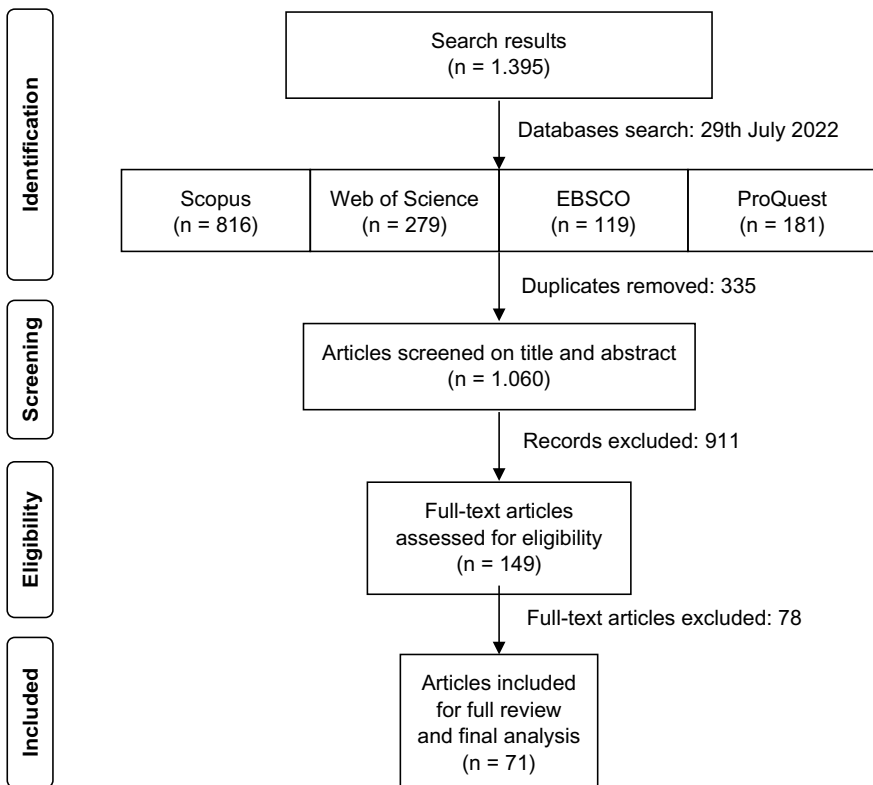 Identification
Search results
(n = 1.395)
Databases search: 29th July 2022
Scopus
(n = 816)
Web of Science
(n = 279)
EBSCO
(n = 119)
ProQuest
(n = 181)
Duplicates removed: 335
Screening
Articles screened on title and abstract
(n = 1.060)
Records excluded: 911
Eligibility
Full-text articles
assessed for eligibility
(n = 149)
Full-text articles excluded: 78
Included
Articles included
for full review
and final analysis
(n = 71)